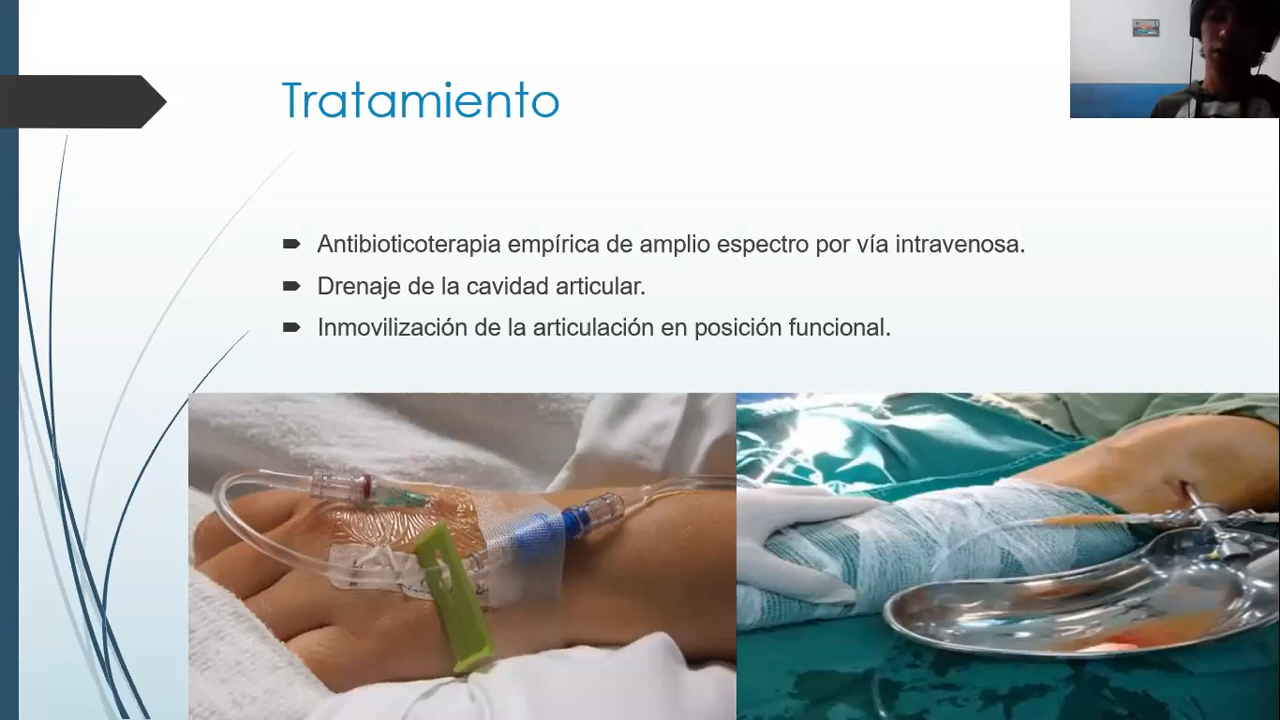 Tratamiento
Antibioticoterapia empírica de amplio espectro por vía intravenosa.
Drenaje de la cavidad articular.
Inmovilización de la articulación en posición funcional.